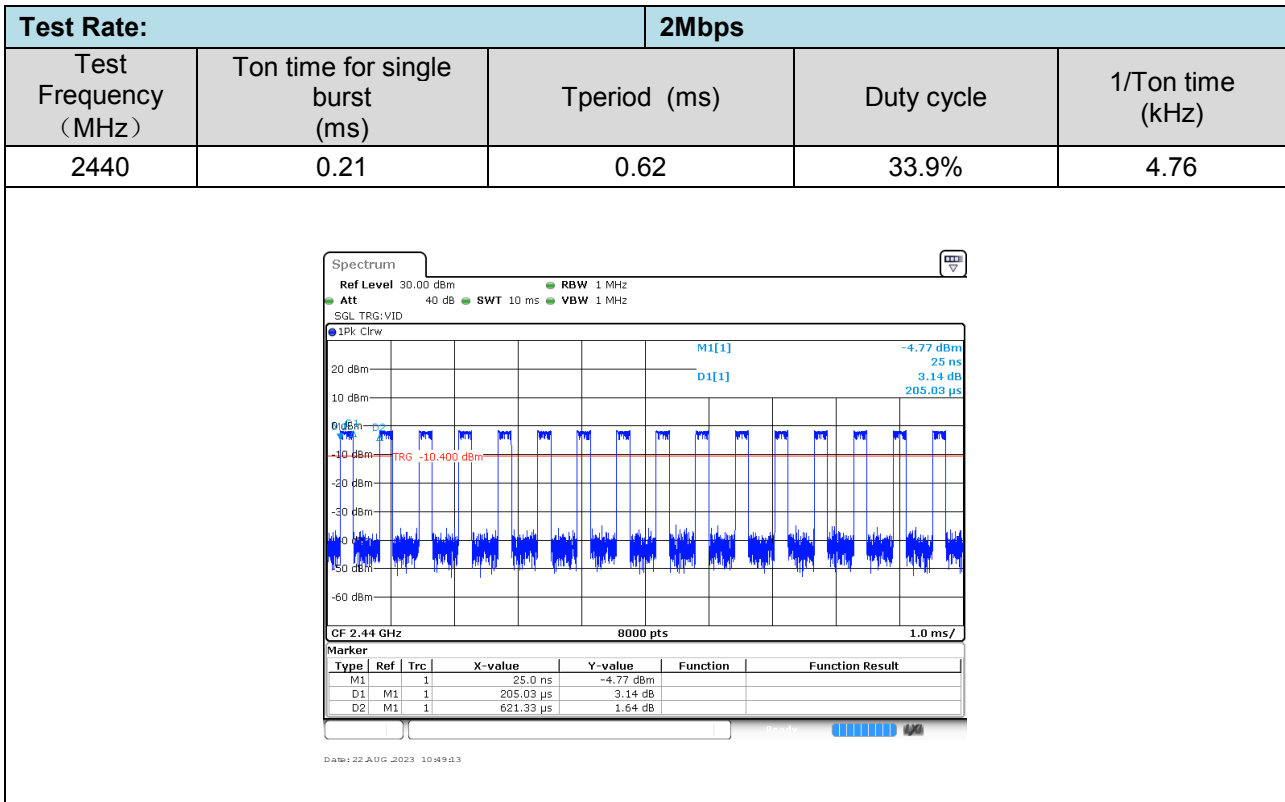 Test Rate: 2Mbps
Test Frequency （MHz） Ton time for single burst (ms) Tperiod (ms) Duty cycle 1/Ton time (kHz)
2440 0.21 0.62 33.9% 4.76
Spectrum
Ref Level 30.00 dBm RBW 1 MHz
Att 40 dB SWT 10 ms VBW 1 MHz
SGL TRG:VID
1Pk Clrw
M1[1] -4.77 dBm
25 ns
20 dBm
D1[1] 3.14 dB
205.03 µs
10 dBm
D2
-10 dBm
TRG -10.400 dBm
-20 dBm
-30 dBm
-50 dBm
-60 dBm
CF 2.44 GHz 8000 pts 1.0 ms/
Marker
Type Ref Trc X-value Y-value Function Function Result
M1 1 25.0 ns -4.77 dBm
D1 M1 1 205.03 µs 3.14 dB
D2 M1 1 621.33 µs 1.64 dB
Ready
Date: 22.AUG.2023 10:49:13